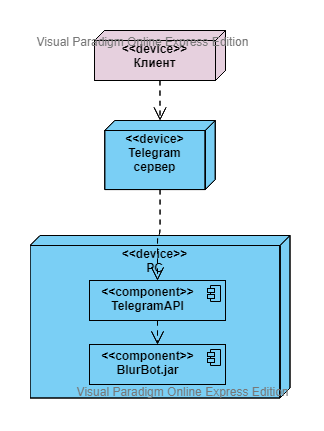 Visual Paradigm Online Express Edition
<<device>>
Клиент
<<device>
Telegram
сервер
<<device>>
PC
<<component>>
TelegramAPI
<<component>>
BlurBot.jar
Visual Paradigm Online Express Edition